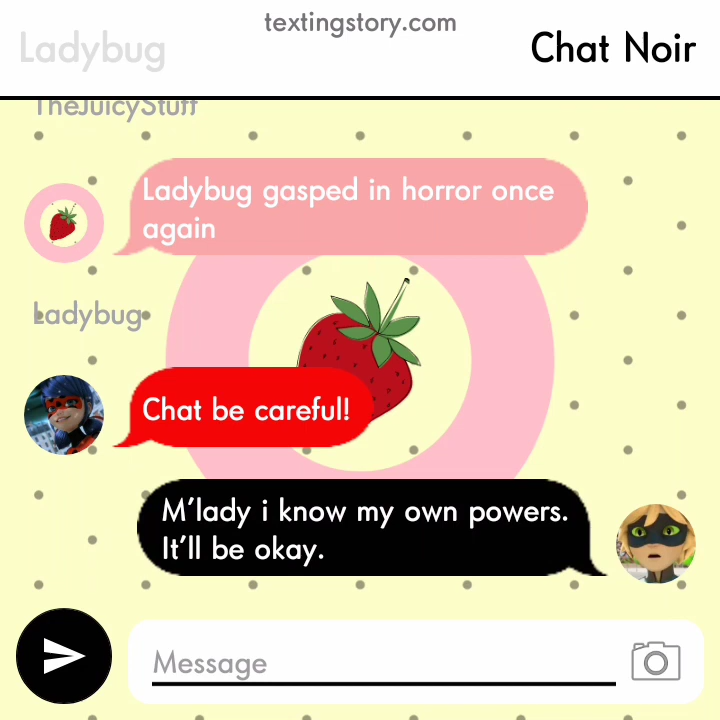 textingstory.com
Ladybug
Chat Noir
TheJuicyStuff
Ladybug gasped in horror once
again
Ladybug
Chat be careful!
M'lady i know my own powers.
It'll be okay.
Message